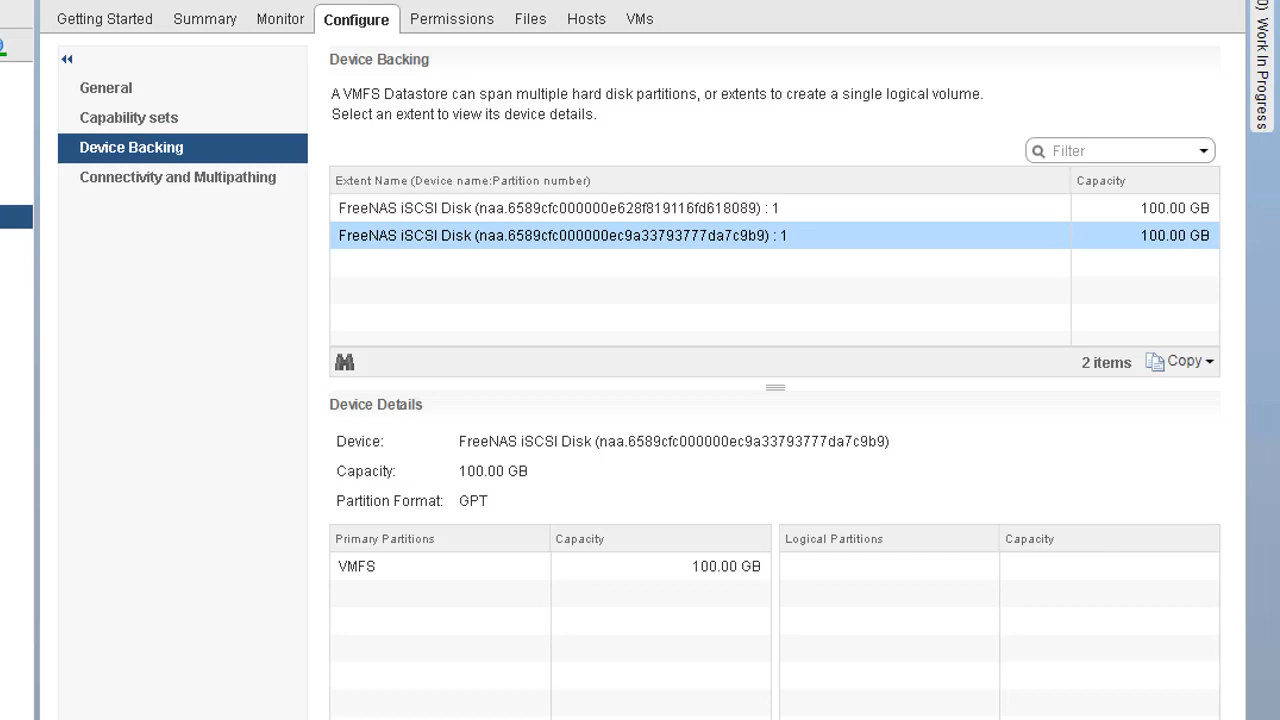 Getting Started Summary Monitor Configure Permissions Files Hosts VMs
General
Capability sets
Device Backing
Connectivity and Multipathing
Device Backing
A VMFS Datastore can span multiple hard disk partitions, or extents to create a single logical volume.
Select an extent to view its device details.
Filter
Extent Name (Device name:Partition number) Capacity
FreeNAS iSCSI Disk (naa.6589cfc000000e628f819116fd618089) : 1 100.00 GB
FreeNAS iSCSI Disk (naa.6589cfc000000ec9a33793777da7c9b9) : 1 100.00 GB
2 items Copy
Device Details
Device: FreeNAS iSCSI Disk (naa.6589cfc000000ec9a33793777da7c9b9)
Capacity: 100.00 GB
Partition Format: GPT
Primary Partitions Capacity Logical Partitions Capacity
VMFS 100.00 GB
0) Work In Progress